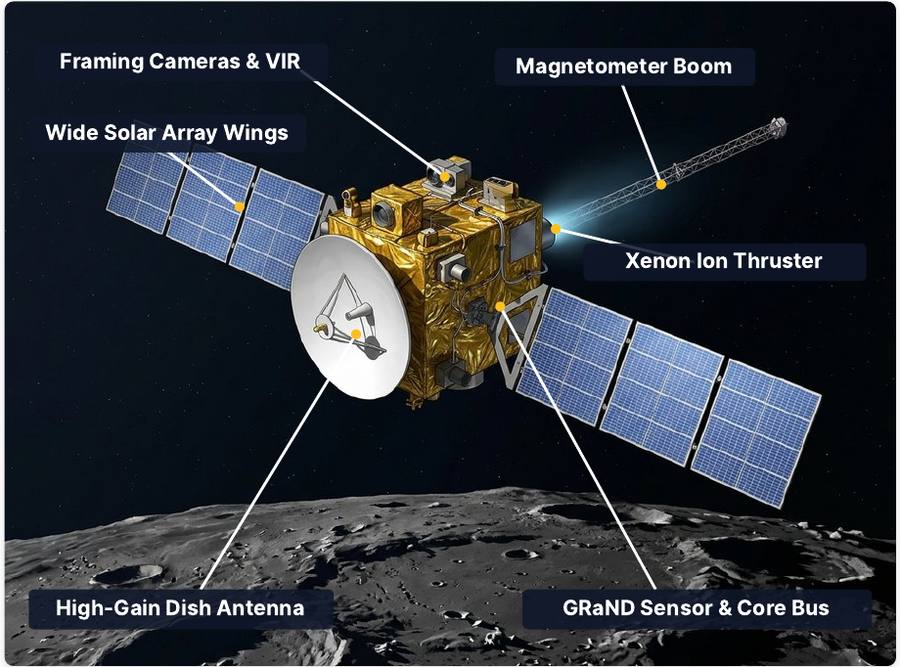 Framing Cameras & VIR
Magnetometer Boom
Wide Solar Array Wings
Xenon Ion Thruster
High-Gain Dish Antenna
GRaND Sensor & Core Bus